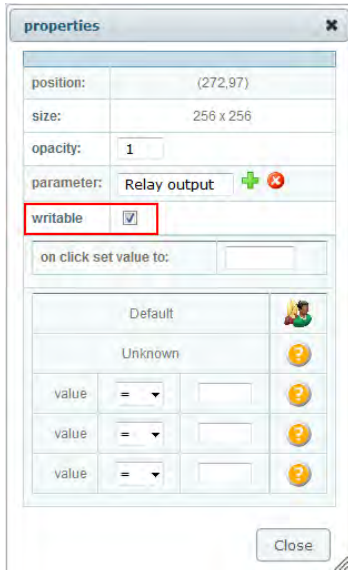 properties
position: (272,97)
size: 256 x 256
opacity: 1
parameter: Relay output
writable
on click set value to:
Default
Unknown
value =
value =
value =
Close